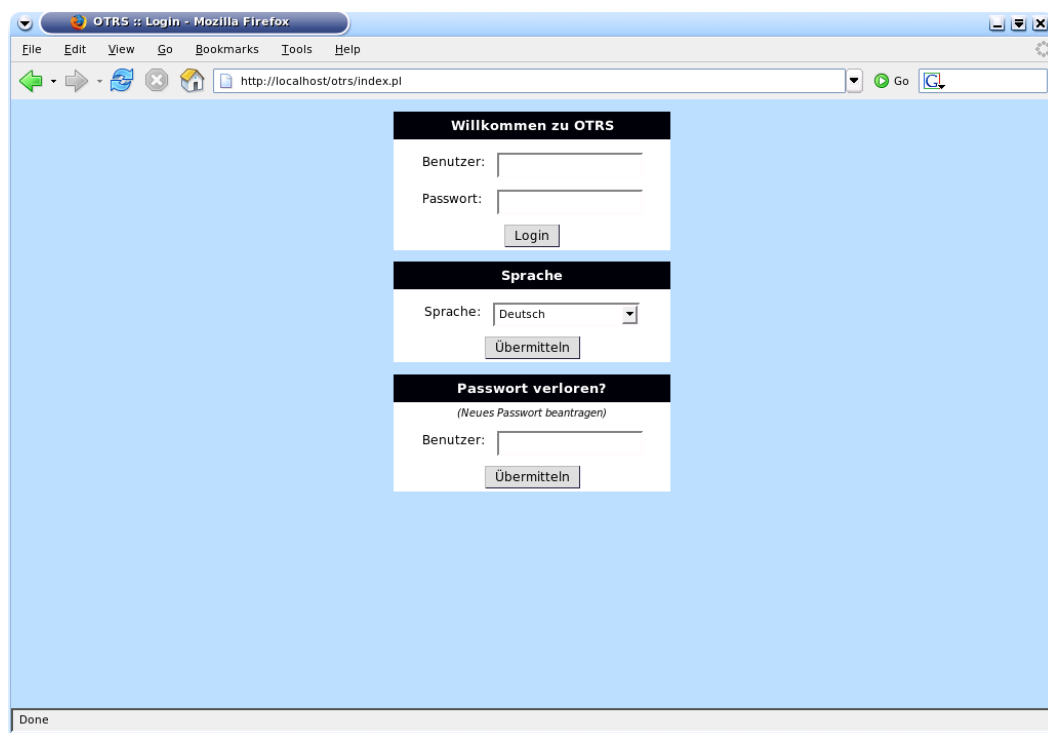 OTRS :: Login - Mozilla Firefox
File Edit View Go Bookmarks Tools Help
http://localhost/otrs/index.pl Go G
Willkommen zu OTRS
Benutzer:
Passwort:
Login
Sprache
Sprache: Deutsch
Übermitteln
Passwort verloren?
(Neues Passwort beantragen)
Benutzer:
Übermitteln
Done